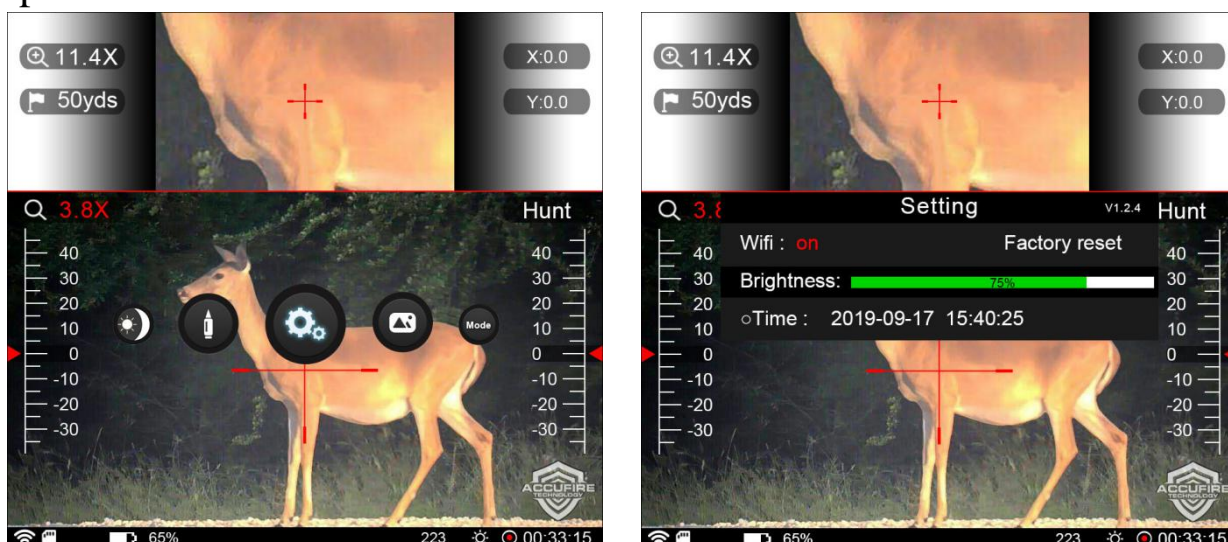 11.4X
X:0.0
50yds
Y:0.0
3.8X
Hunt
40
40
30
30
20
20
10
10
Mode
0
0
-10
-10
-20
-20
-30
-30
ACCUFIRE
TECHNOLOGY
65%
223
00:33:15
11.4X
X:0.0
50yds
Y:0.0
3.8
Setting
V1.2.4
Hunt
Wifi : on
Factory reset
40
40
Brightness:
75%
30
30
20
20
Time : 2019-09-17 15:40:25
10
10
0
0
-10
-10
-20
-20
-30
-30
ACCUFIRE
TECHNOLOGY
65%
223
00:33:15